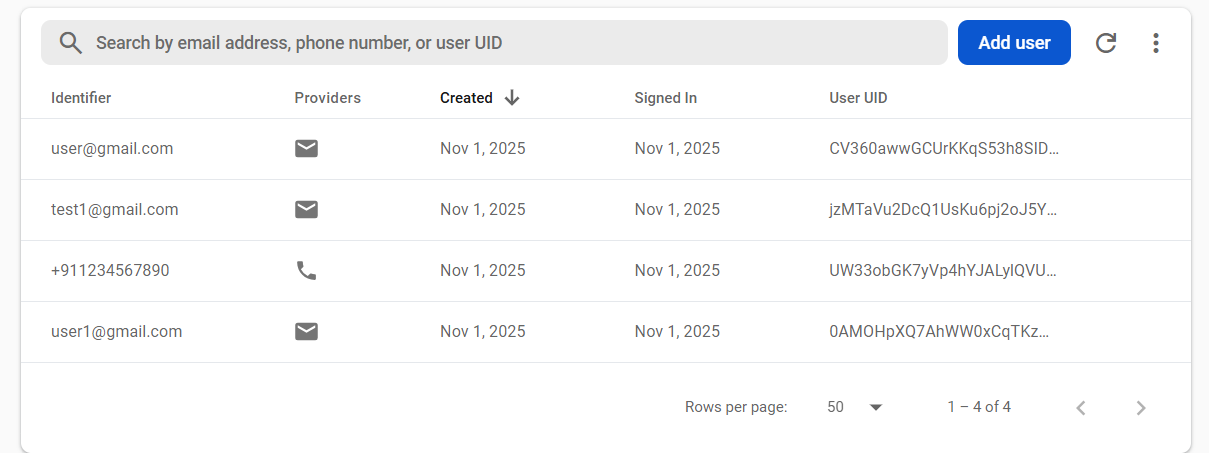 Search by email address, phone number, or user UID Add user
Identifier Providers Created Signed In User UID
user@gmail.com Nov 1, 2025 Nov 1, 2025 CV360awwGCUrKKqS53h8SID...
test1@gmail.com Nov 1, 2025 Nov 1, 2025 jzMTaVu2DcQ1UsKu6pj2oJ5Y...
+911234567890 Nov 1, 2025 Nov 1, 2025 UW33obGK7yVp4hYJALylQVU...
user1@gmail.com Nov 1, 2025 Nov 1, 2025 0AMOHpXQ7AhWW0xCqTKz...
Rows per page: 50 1 – 4 of 4